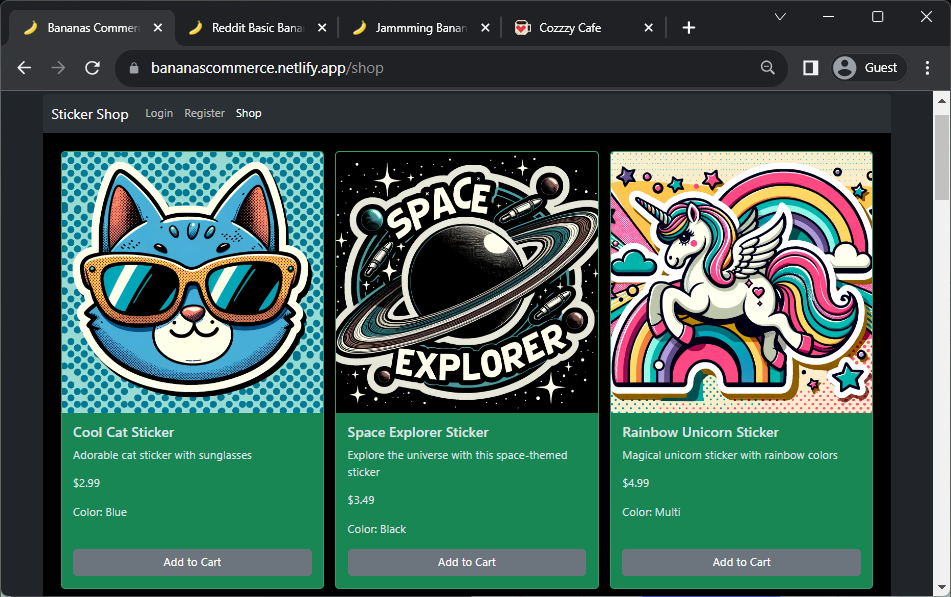 Bananas Commer
Reddit Basic Bana
Jammming Banan
Cozzzy Cafe
bananascommerce.netlify.app/shop
Guest
Sticker Shop
Login
Register
Shop
SPACE
EXPLORER
Cool Cat Sticker
Adorable cat sticker with sunglasses
$2.99
Color: Blue
Add to Cart
Space Explorer Sticker
Explore the universe with this space-themed
sticker
$3.49
Color: Black
Add to Cart
Rainbow Unicorn Sticker
Magical unicorn sticker with rainbow colors
$4.99
Color: Multi
Add to Cart